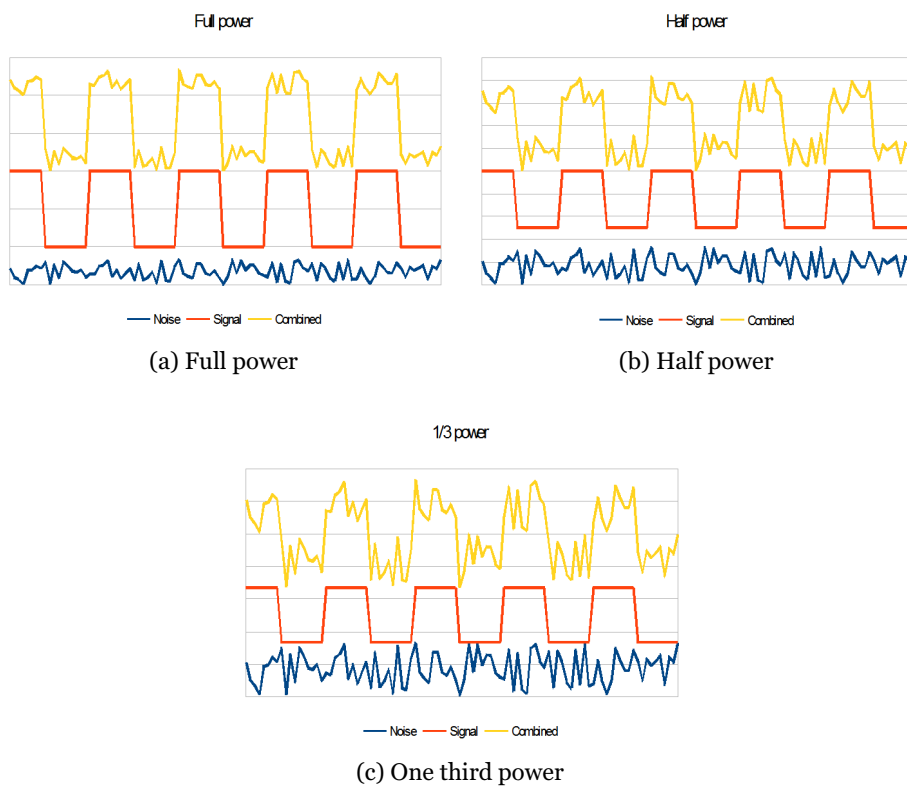 Full power
Half power
Noise Signal Combined
Noise Signal Combined
(a) Full power
(b) Half power
1/3 power
Noise Signal Combined
(c) One third power